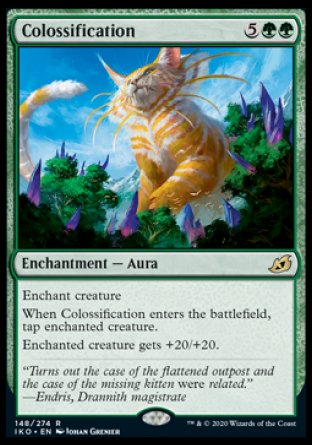 Colossification 5
Enchantment — Aura
Enchant creature
When Colossification enters the battlefield,
tap enchanted creature.
Enchanted creature gets +20/+20.
“Turns out the case of the flattened outpost and
the case of the missing kitten were related.”
—Endris, Drannith magistrate
148/274 R
IKO • EN Johan Grenier
™ & © 2020 Wizards of the Coast